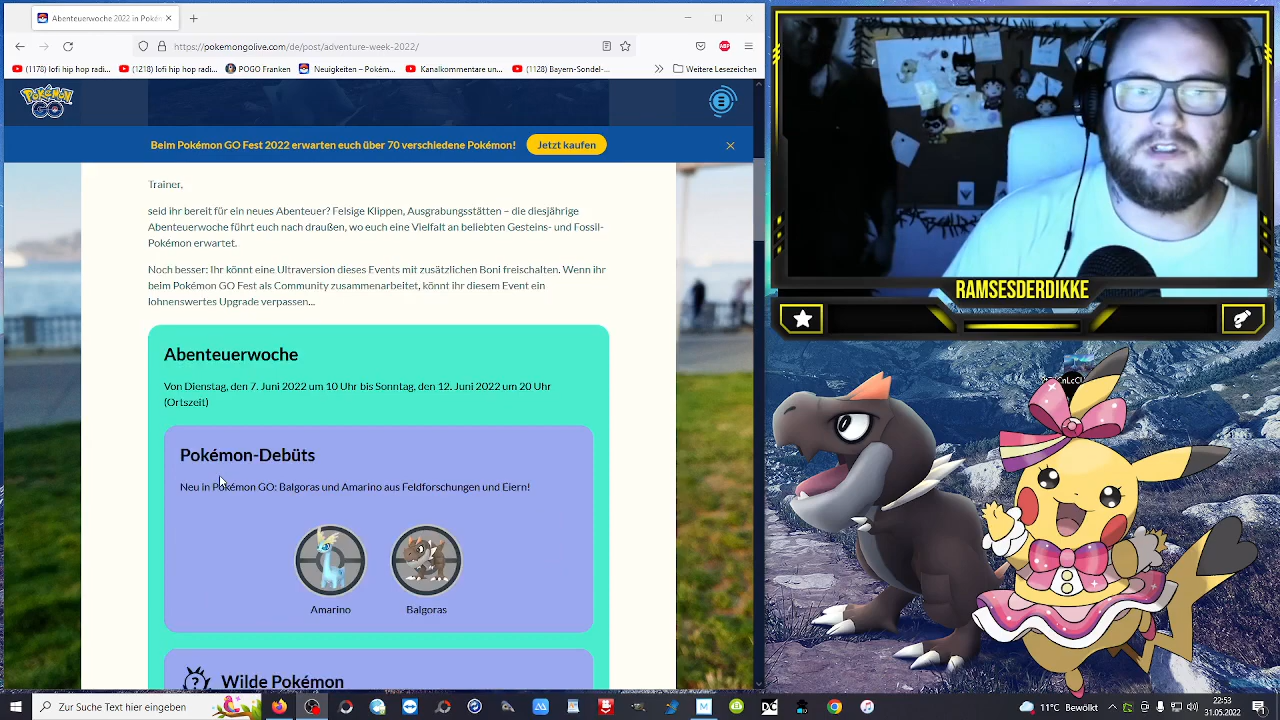 Abenteuerwoche 2022 in Poké
https://pokemongolive.com/de/post/adventure-week-2022/
(1178) lofi hip hop radi...
(1218) lofi hip hop radi...
POGO Franken
Neuigkeiten – Pokém...
Kanalkommentare un...
(1128) Bayern-Sondel-...
Weitere Lesezeichen
ABP
Pokémon GO
Beim Pokémon GO Fest 2022 erwarten euch über 70 verschiedene Pokémon!
Jetzt kaufen
Trainer,
seid ihr bereit für ein neues Abenteuer? Felsige Klippen, Ausgrabungsstätten – die diesjährige
Abenteuerwoche führt euch nach draußen, wo euch eine Vielfalt an beliebten Gesteins- und Fossil-
Pokémon erwartet.
Noch besser: Ihr könnt eine Ultraversion dieses Events mit zusätzlichen Boni freischalten. Wenn ihr
beim Pokémon GO Fest als Community zusammenarbeitet, könnt ihr diesem Event ein
lohnenswertes Upgrade verpassen...
Abenteuerwoche
Von Dienstag, den 7. Juni 2022 um 10 Uhr bis Sonntag, den 12. Juni 2022 um 20 Uhr
(Ortszeit)
Pokémon-Debüts
Neu in Pokémon GO: Balgoras und Amarino aus Feldforschungen und Eiern!
Amarino
Balgoras
Wilde Pokémon
RAMSESDERDIKKE
Zur Suche Text hier eingeben
11°C Bewölkt
22:53
31.05.2022